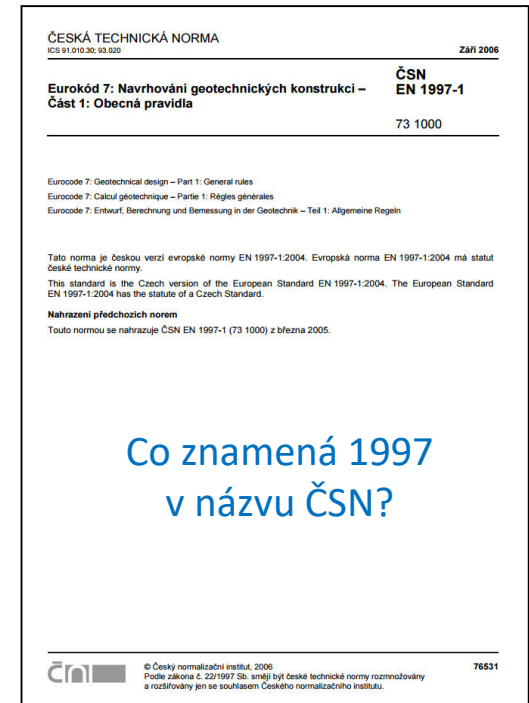 ČESKÁ TECHNICKÁ NORMA
ICS 91.010.30; 93.020
Září 2006
Eurokód 7: Navrhování geotechnických konstrukcí –
Část 1: Obecná pravidla
ČSN
EN 1997-1
73 1000
Eurocode 7: Geotechnical design – Part 1: General rules
Eurocode 7: Calcul géotechnique – Partie 1: Règles générales
Eurocode 7: Entwurf, Berechnung und Bemessung in der Geotechnik – Teil 1: Allgemeine Regeln
Tato norma je českou verzí evropské normy EN 1997-1:2004. Evropská norma EN 1997-1:2004 má statut
české technické normy.
This standard is the Czech version of the European Standard EN 1997-1:2004. The European Standard
EN 1997-1:2004 has the statute of a Czech Standard.
Nahrazení předchozích norem
Touto normou se nahrazuje ČSN EN 1997-1 (73 1000) z března 2005.
Co znamená 1997
v názvu ČSN?
čni
© Český normalizační institut, 2006
Podle zákona č. 22/1997 Sb. smějí být české technické normy rozmnožovány
a rozšiřovány jen se souhlasem Českého normalizačního institutu.
76531